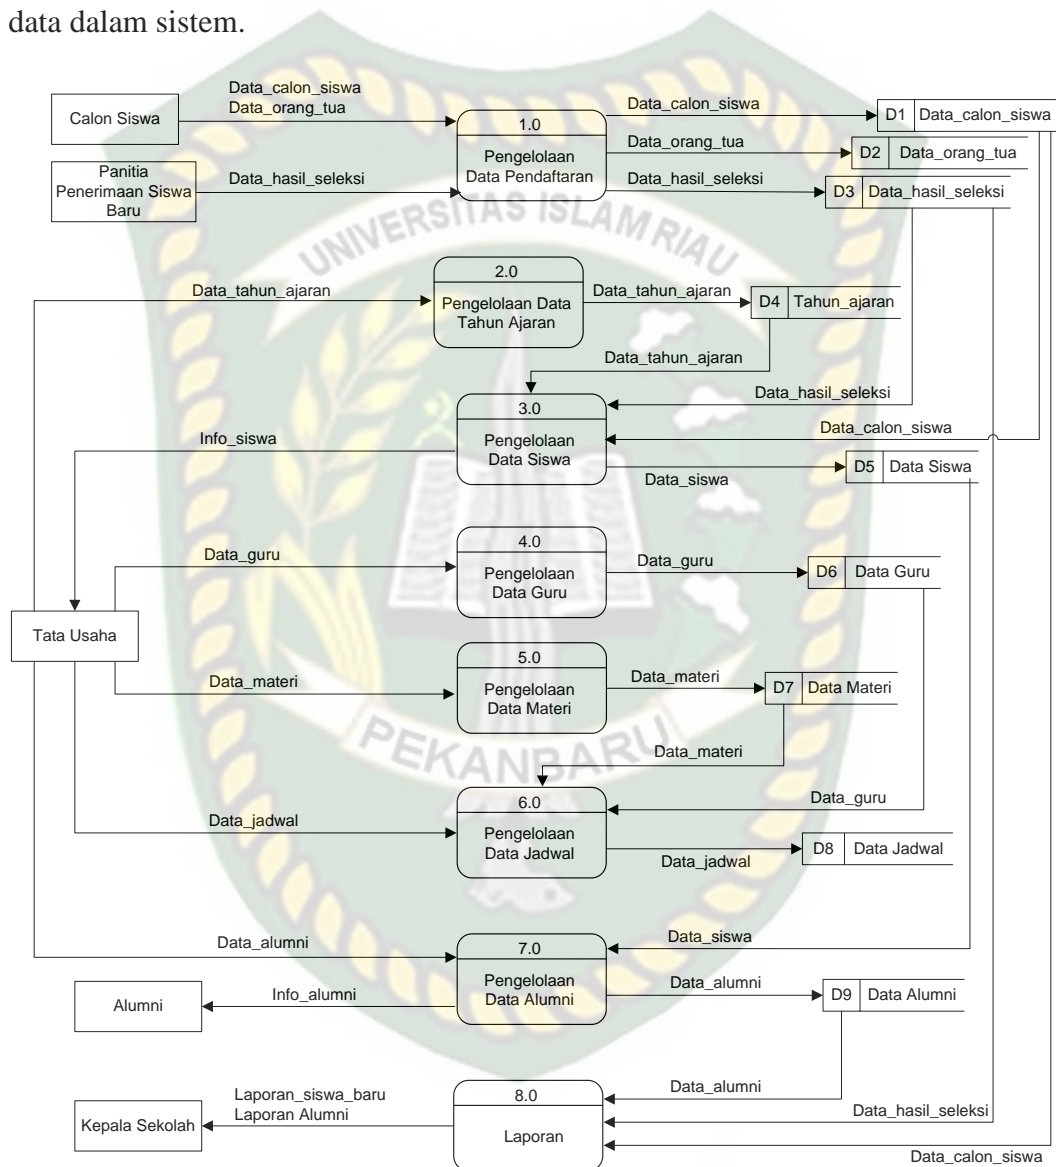 data dalam sistem.
Calon Siswa
Data_calon_siswa
Data_orang_tua
1.0
Pengelolaan
Data Pendaftaran
Data_calon_siswa
D1 Data_calon_siswa
Data_orang_tua
D2 Data_orang_tua
Panitia
Penerimaan Siswa
Baru
Data_hasil_seleksi
Data_hasil_seleksi
D3 Data_hasil_seleksi
UNIVERSITAS ISLAM RIAU
Data_tahun_ajaran
2.0
Pengelolaan Data
Tahun Ajaran
Data_tahun_ajaran
D4 Tahun_ajaran
Data_tahun_ajaran
Data_hasil_seleksi
3.0
Pengelolaan
Data Siswa
Info_siswa
Data_calon_siswa
Data_siswa
D5 Data Siswa
Data_guru
4.0
Pengelolaan
Data Guru
Data_guru
D6 Data Guru
Tata Usaha
Data_materi
5.0
Pengelolaan
Data Materi
Data_materi
D7 Data Materi
PEKANBARU
Data_materi
Data_guru
Data_jadwal
6.0
Pengelolaan
Data Jadwal
Data_jadwal
D8 Data Jadwal
Data_alumni
7.0
Pengelolaan
Data Alumni
Data_siswa
Data_alumni
D9 Data Alumni
Alumni
Info_alumni
Data_alumni
Kepala Sekolah
Laporan_siswa_baru
Laporan Alumni
8.0
Laporan
Data_hasil_seleksi
Data_calon_siswa